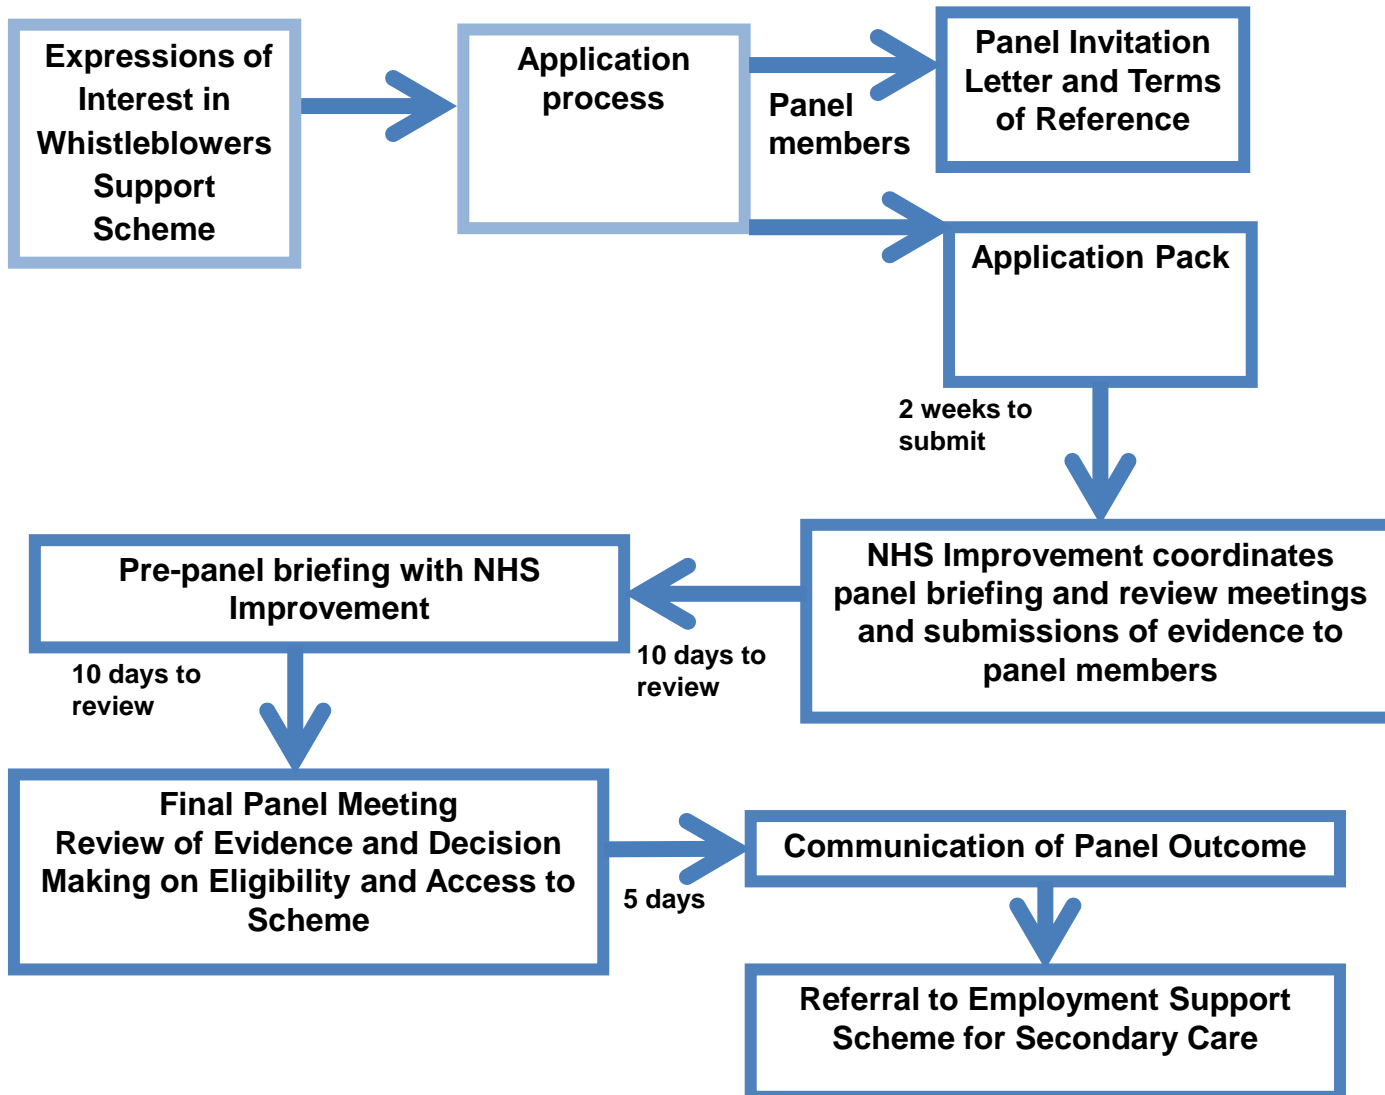 Expressions of
Interest in
Whistleblowers
Support
Scheme
Application
process
Panel
members
Panel Invitation
Letter and Terms
of Reference
Application Pack
2 weeks to
submit
NHS Improvement coordinates
panel briefing and review meetings
and submissions of evidence to
panel members
10 days to
review
Pre-panel briefing with NHS
Improvement
10 days to
review
Final Panel Meeting
Review of Evidence and Decision
Making on Eligibility and Access to
Scheme
5 days
Communication of Panel Outcome
Referral to Employment Support
Scheme for Secondary Care